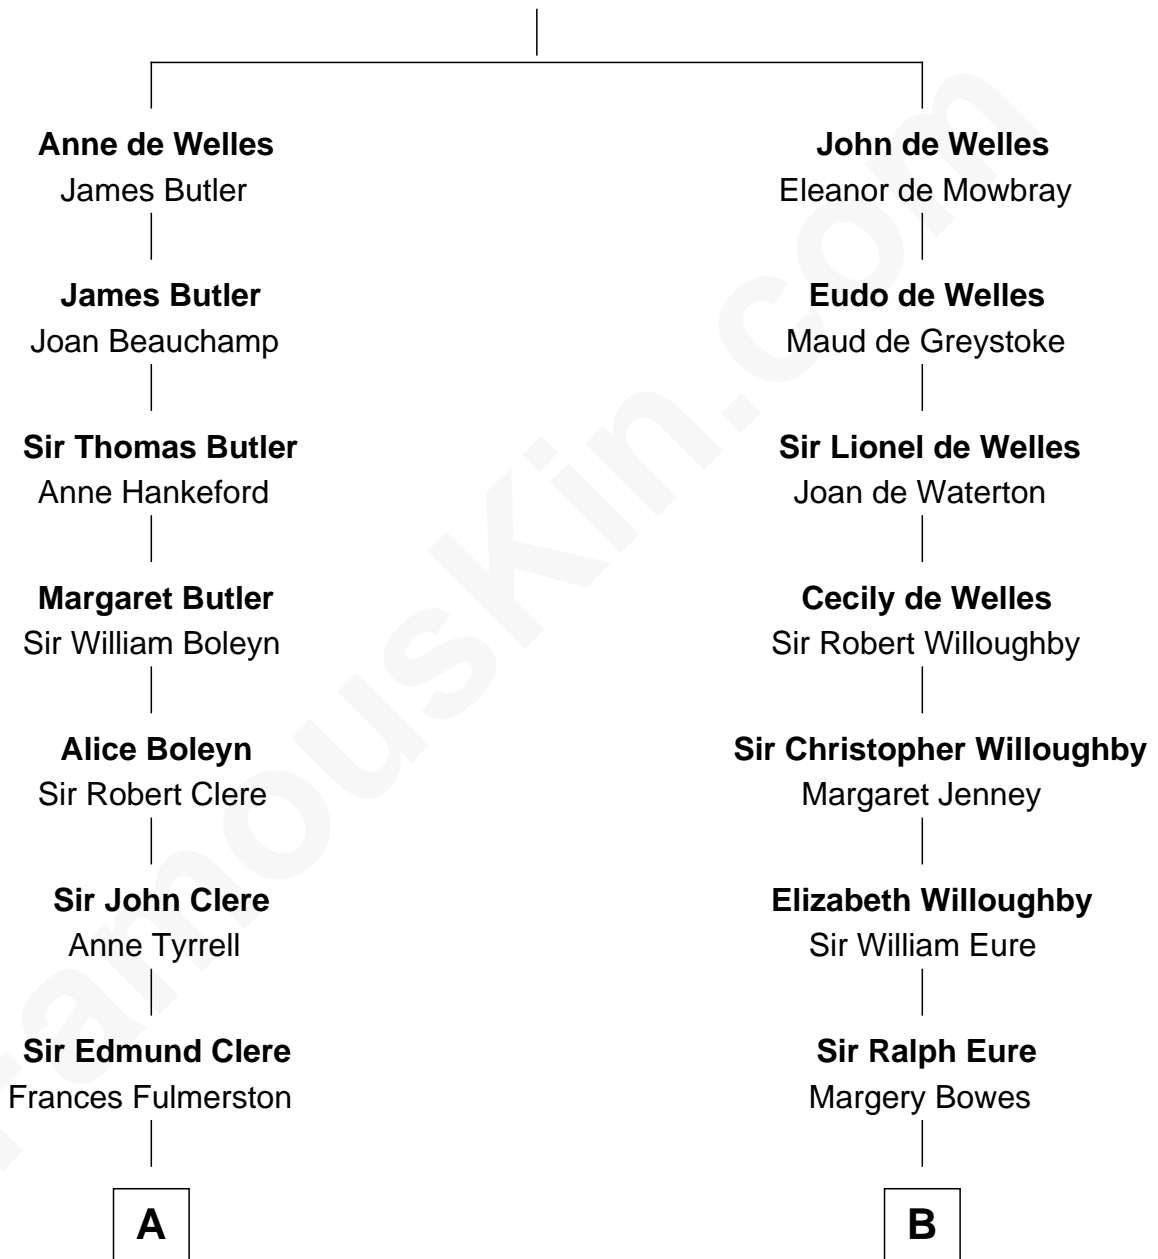 Anne de Welles
James Butler
James Butler
Joan Beauchamp
Sir Thomas Butler
Anne Hankeford
Margaret Butler
Sir William Boleyn
Alice Boleyn
Sir Robert Clere
Sir John Clere
Anne Tyrrell
Sir Edmund Clere
Frances Fulmerston
A
John de Welles
Eleanor de Mowbray
Eudo de Welles
Maud de Greystoke
Sir Lionel de Welles
Joan de Waterton
Cecily de Welles
Sir Robert Willoughby
Sir Christopher Willoughby
Margaret Jenney
Elizabeth Willoughby
Sir William Eure
Sir Ralph Eure
Margery Bowes
B
FamousKin.com